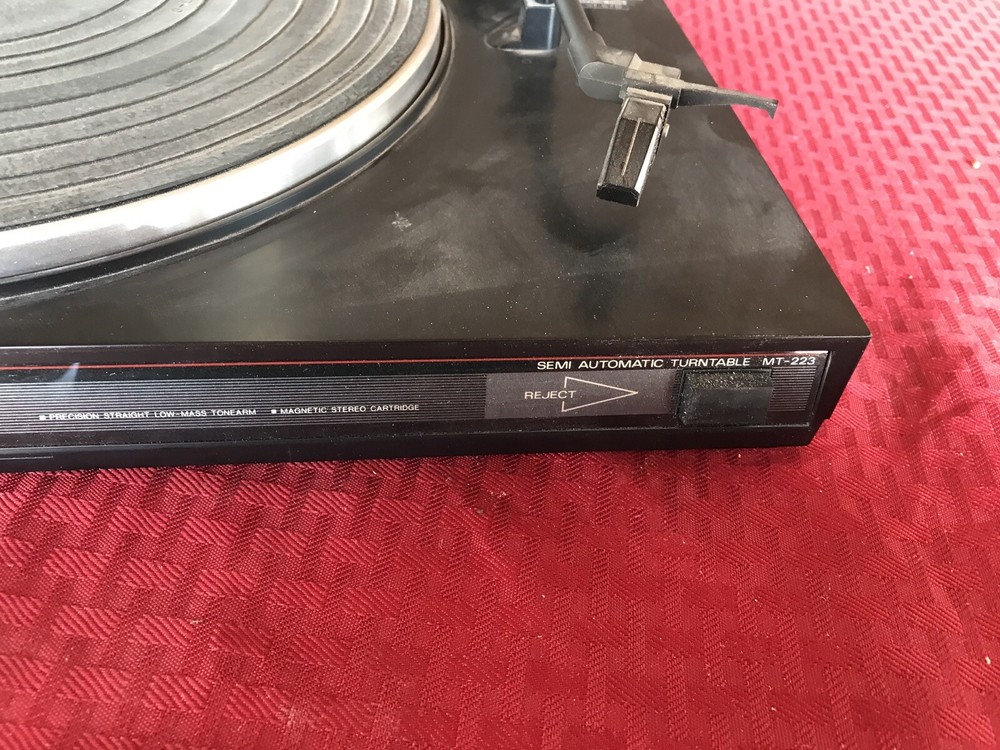 SEMI AUTOMATIC TURNTABLE MT-223
REJECT
■ PRECISION STRAIGHT LOW-MASS TONEARM ■ MAGNETIC STEREO CARTRIDGE